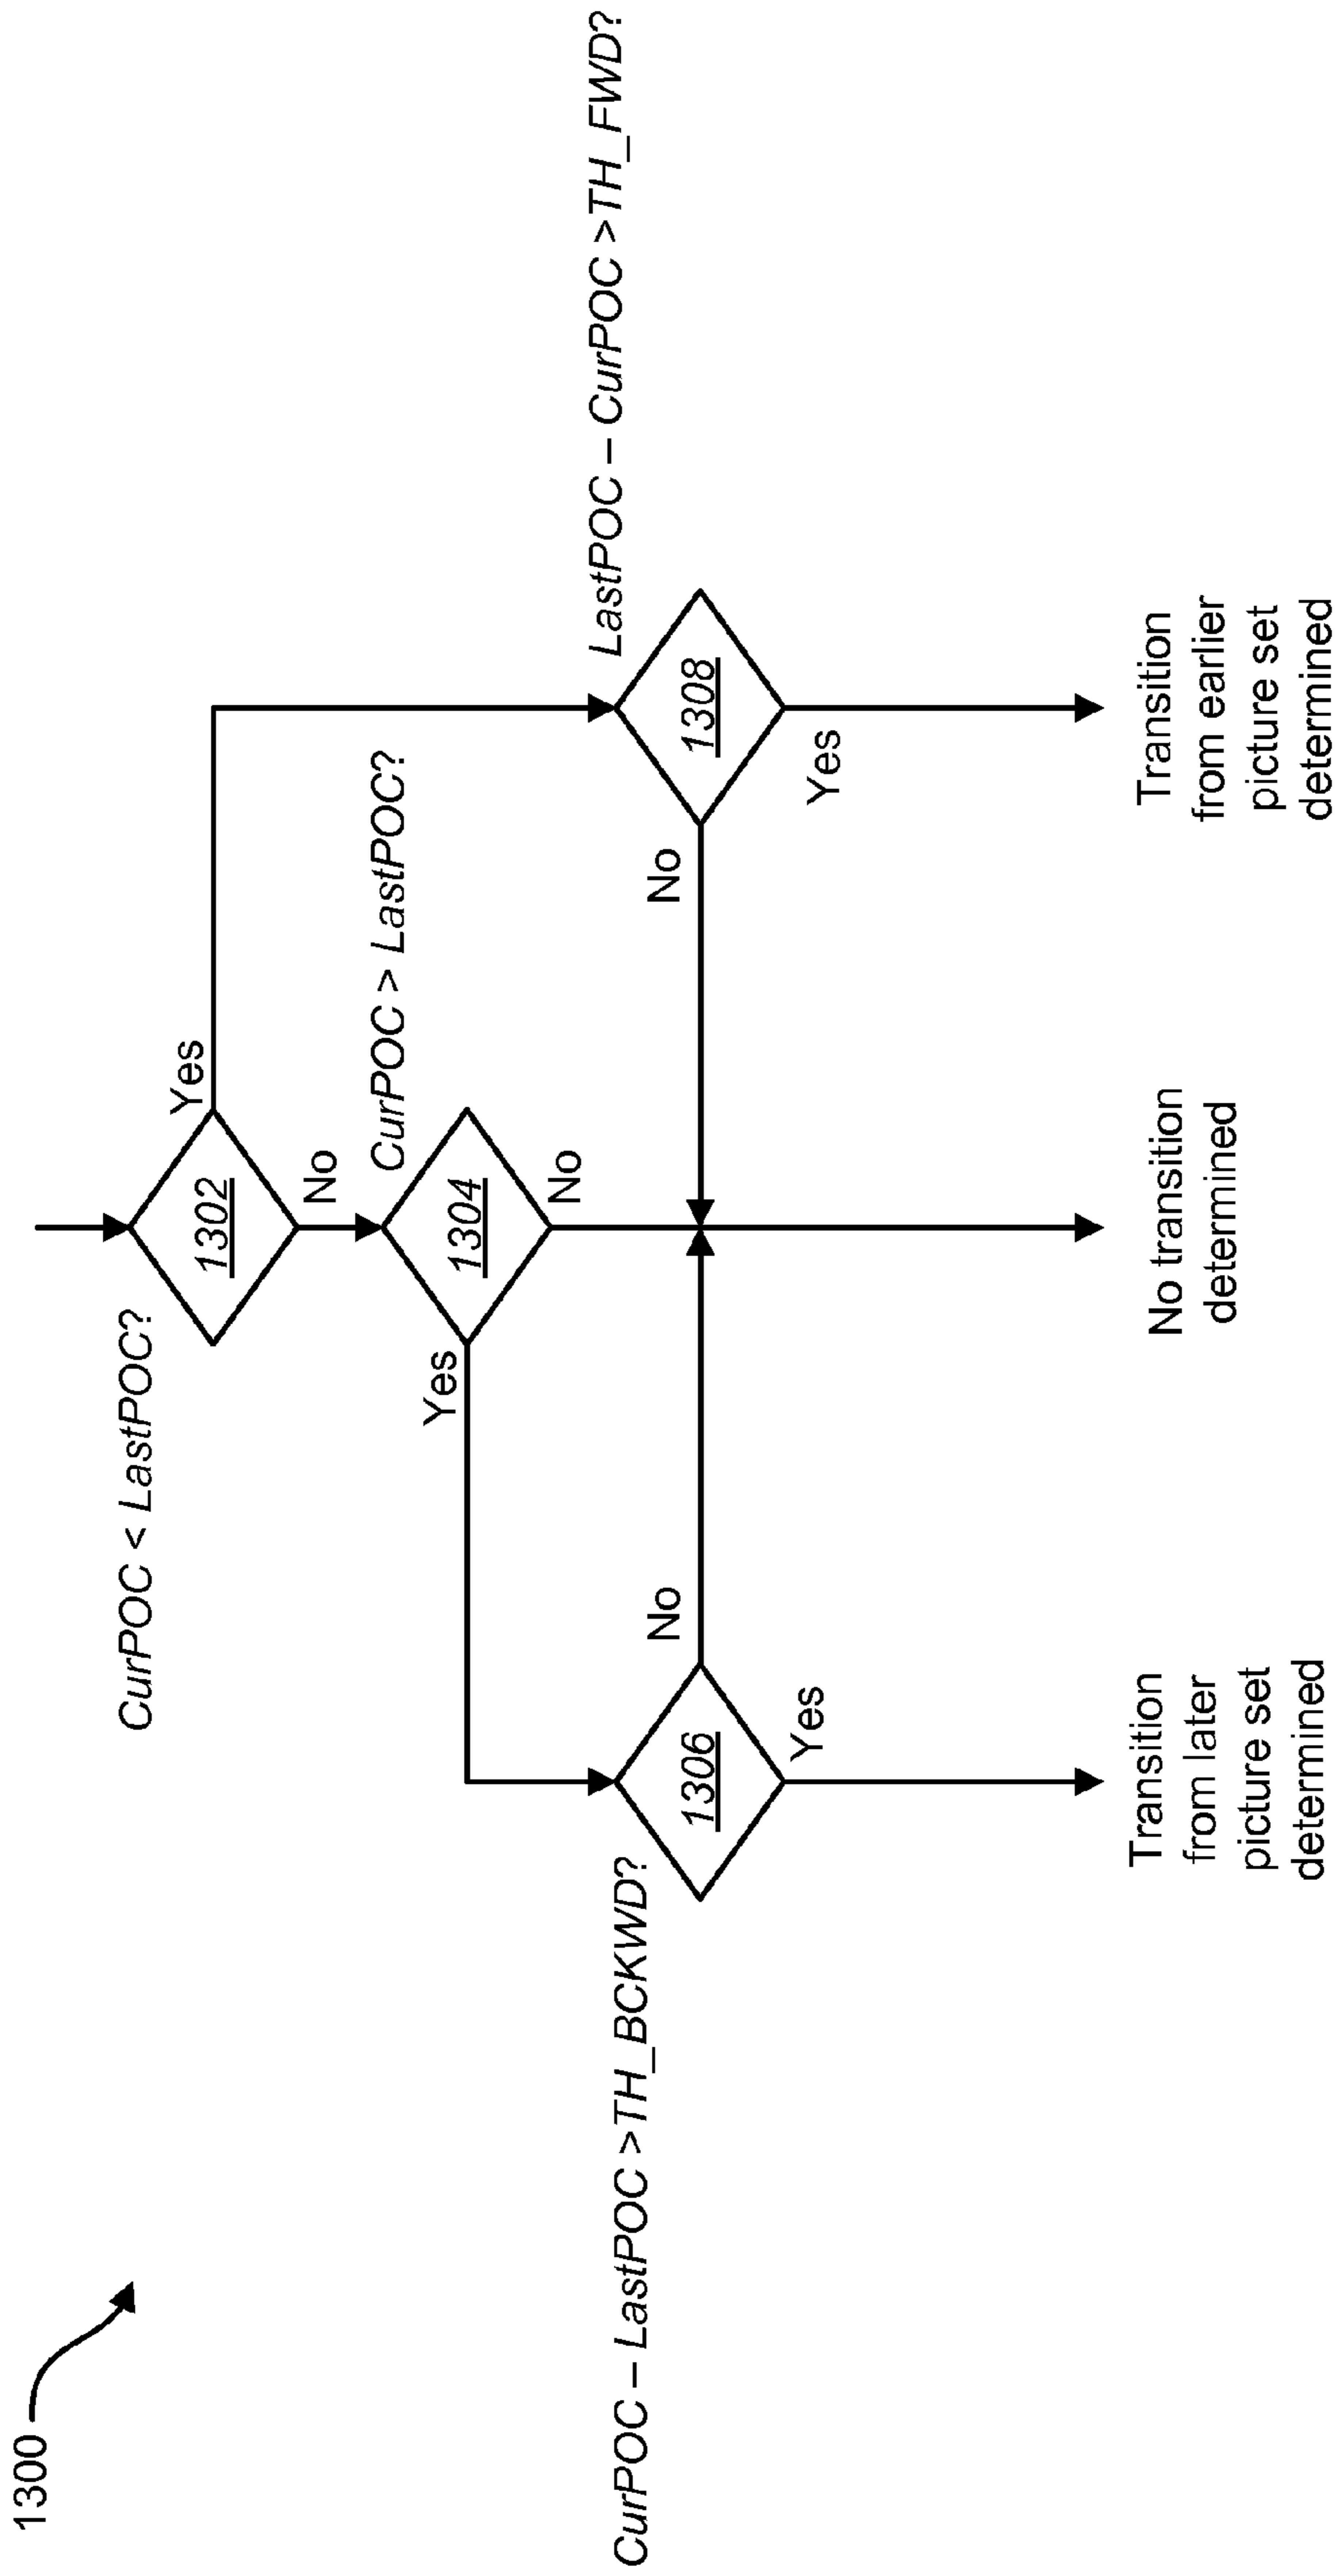 1300
CurPOC < LastPOC?
1302
Yes
No
CurPOC > LastPOC?
1304
Yes
No
CurPOC – LastPOC >TH_BCKWD?
1306
No
Yes
LastPOC – CurPOC >TH_FWD?
1308
No
Yes
Transition
from later
picture set
determined
No transition
determined
Transition
from earlier
picture set
determined